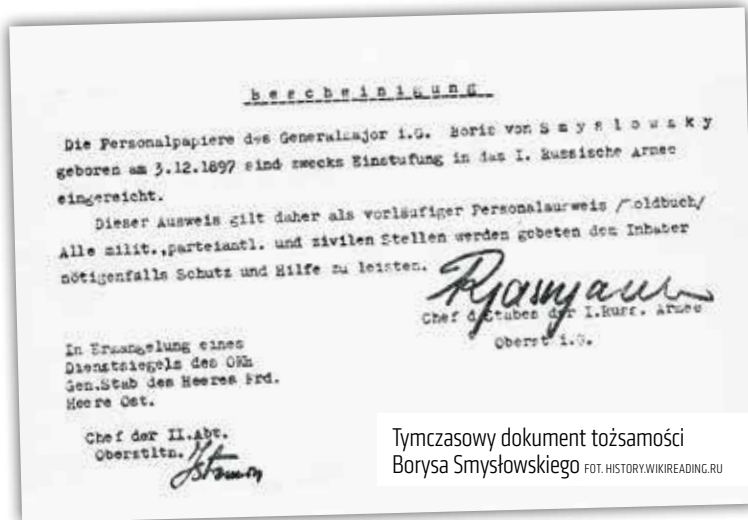 Bescheinigung
Die Personalpapiere des Generalmajor i.G. Boris von S m y s l o w s k y
geboren am 3.12.1897 sind zwecks Einstufung in das I. Russische Armee
eingereicht.
Dieser Ausweis gilt daher als vorläufiger Personalausweis /Soldbuch/
Alle milit.,parteiamtl. und zivilen Stellen werden gebeten dem Inhaber
nötigenfalls Schutz und Hilfe zu leisten.
Chef d.Stabes der I.Russ. Armee
Oberst i.G.
In Ermangelung eines
Dienstsiegels des OKH
Gen.Stab des Heeres Frd.
Heere Ost.
Chef der II.Abt.
Oberstltn.
Tymczasowy dokument tożsamości
Borysa Smysłowskiego FOT. HISTORY.WIKIREADING.RU